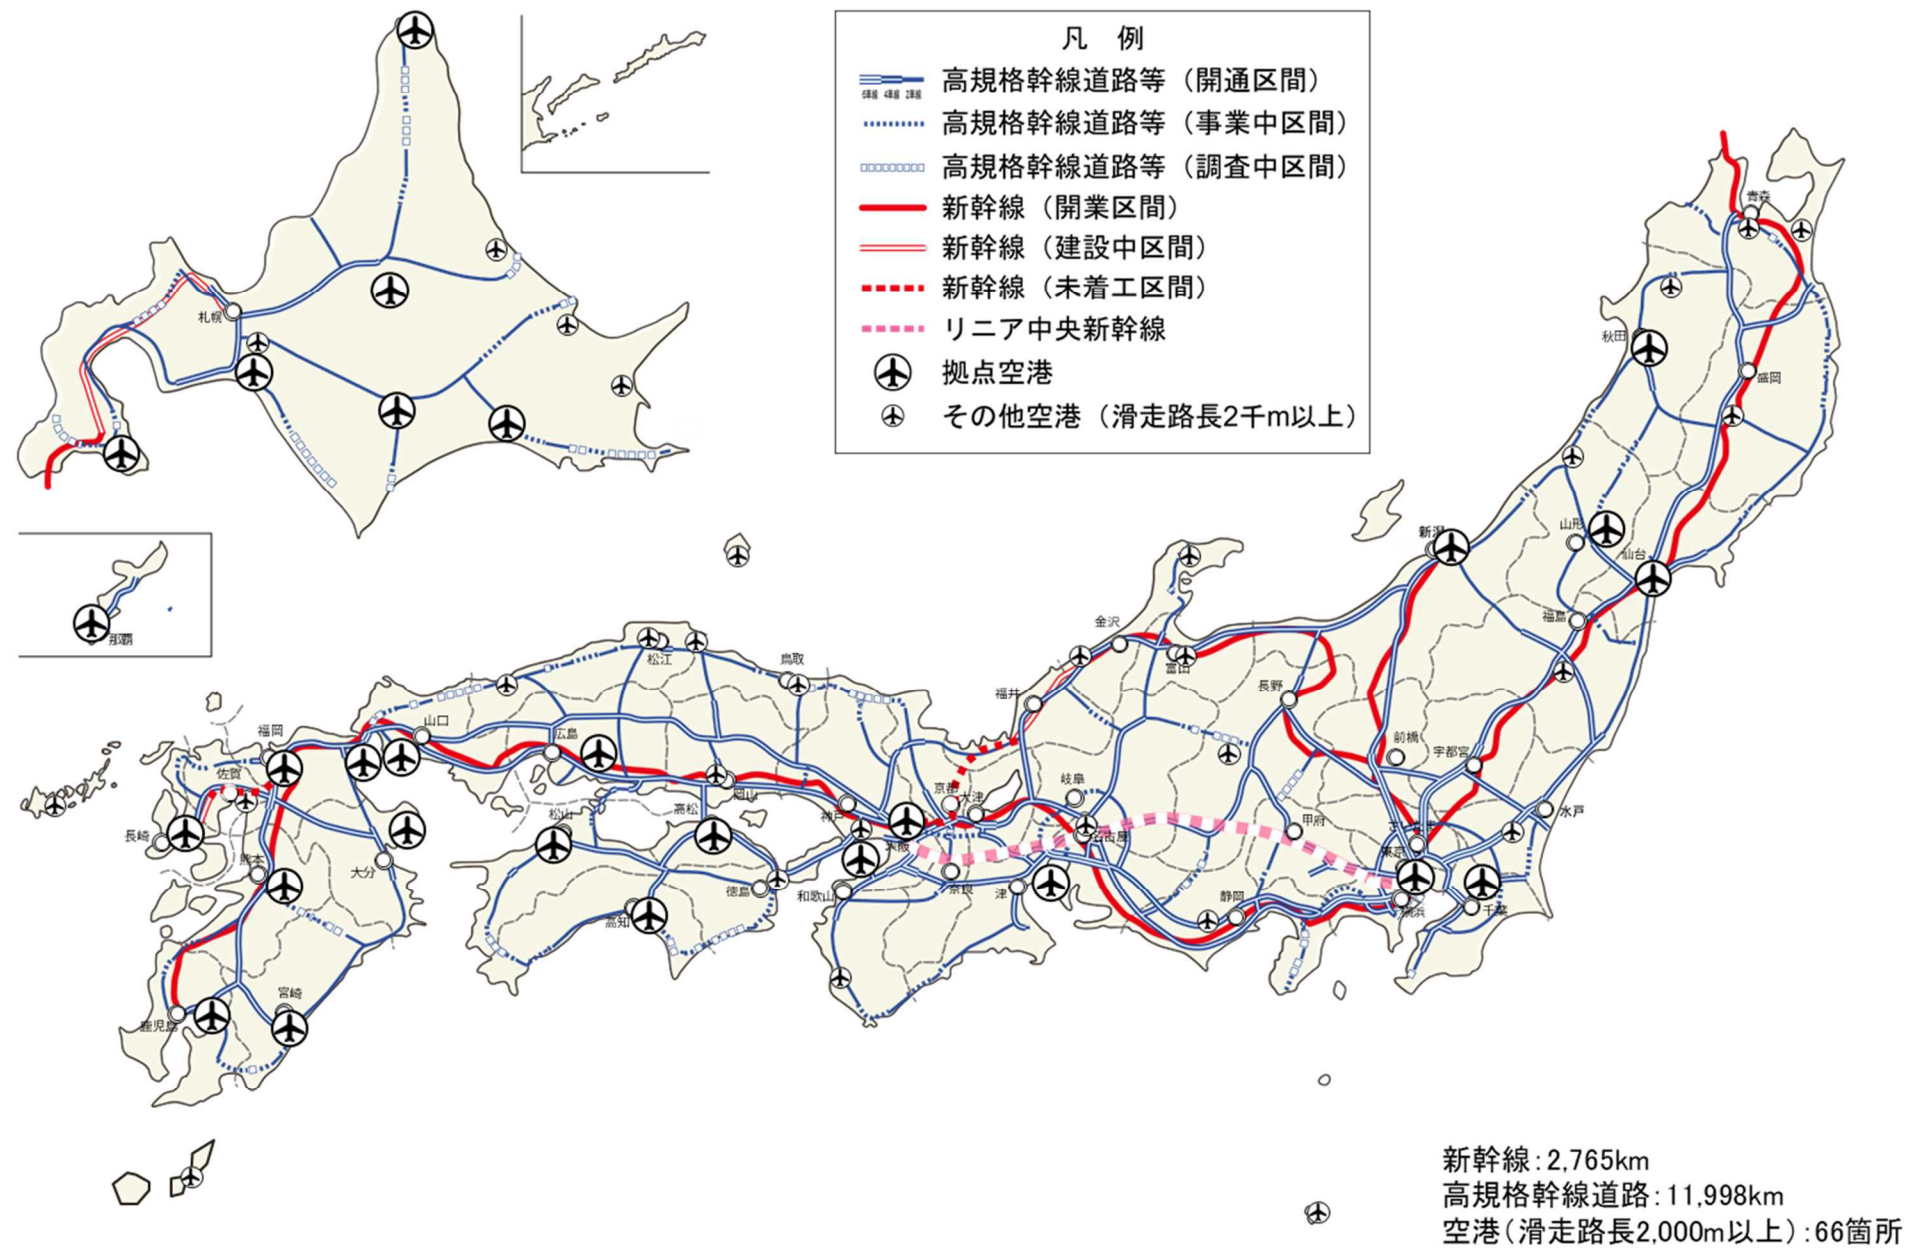 凡 例
高規格幹線道路等（開通区間）
6車線 4車線 2車線
高規格幹線道路等（事業中区間）
高規格幹線道路等（調査中区間）
新幹線（開業区間）
新幹線（建設中区間）
新幹線（未着工区間）
リニア中央新幹線
拠点空港
その他空港（滑走路長2千m以上）
札幌
青森
秋田
盛岡
山形
仙台
新潟
福島
那覇
金沢
富山
福井
長野
前橋
宇都宮
水戸
松江
鳥取
山口
広島
岡山
福岡
佐賀
長崎
熊本
大分
松山
高松
徳島
高知
神戸
京都
大津
大阪
奈良
和歌山
津
岐阜
名古屋
甲府
静岡
東京
横浜
千葉
宮崎
鹿児島
新幹線：2,765km
高規格幹線道路：11,998km
空港（滑走路長2,000m以上）：66箇所